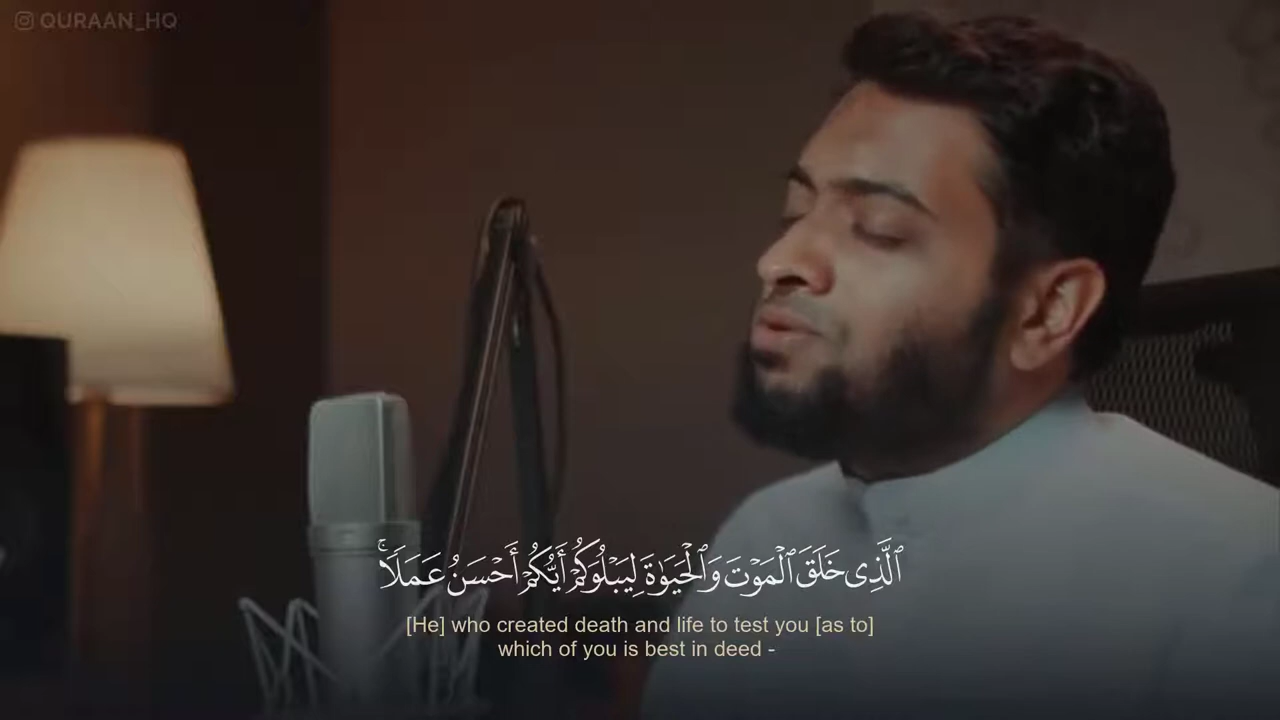 QURAAN_HQ
ٱلَّذِى خَلَقَ ٱلْمَوْتَ وَٱلْحَيَوٰةَ لِيَبْلُوَكُمْ أَيُّكُمْ أَحْسَنُ عَمَلًا ۚ
[He] who created death and life to test you [as to]
which of you is best in deed -